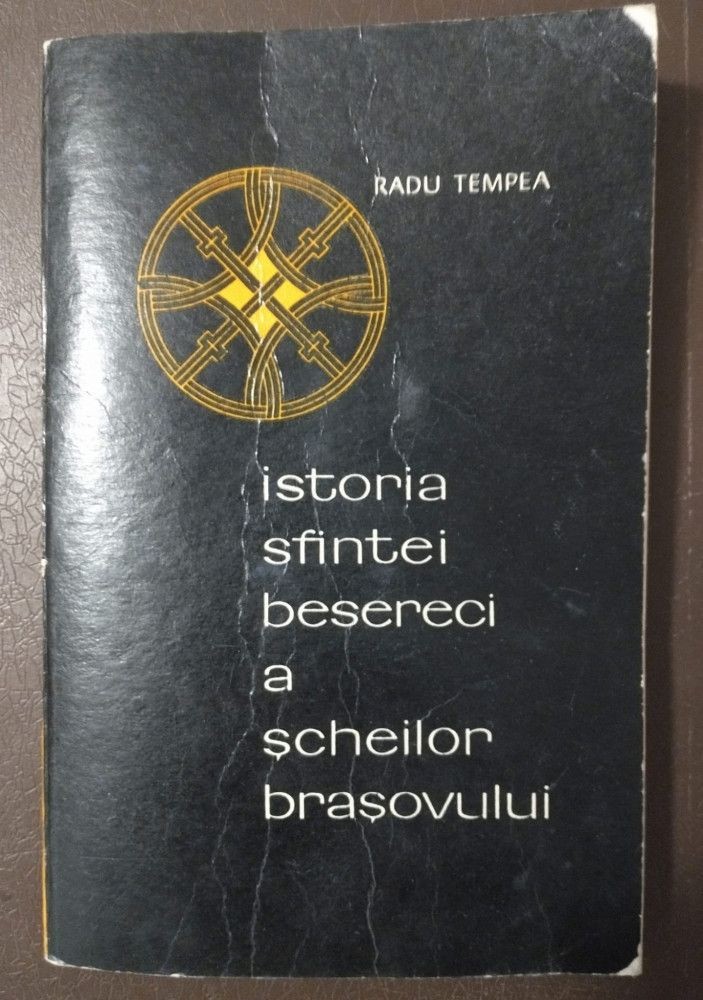 RADU TEMPEA
istoria
sfintei
besereci
a
șcheilor
brașovului